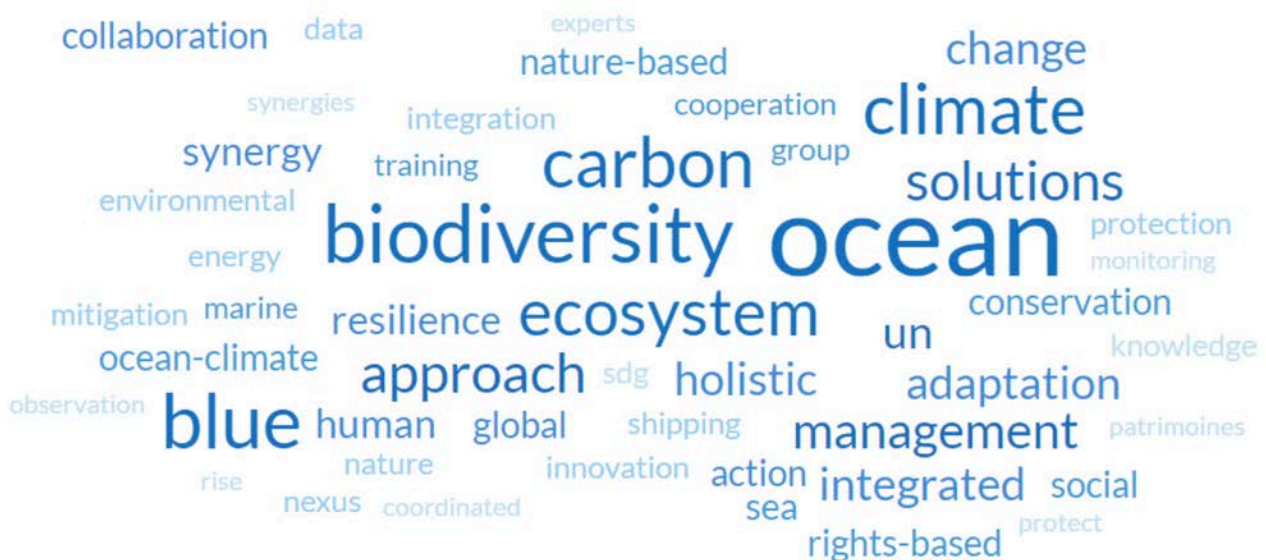 experts
collaboration data
nature-based change
synergies integration cooperation climate
synergy training carbon group solutions
environmental biodiversity ocean protection
energy monitoring
mitigation marine resilience ecosystem un conservation
ocean-climate approach sdg holistic adaptation knowledge
observation blue human global shipping management patrimoines
rise nature innovation action integrated social
nexus coordinated sea protect
rights-based